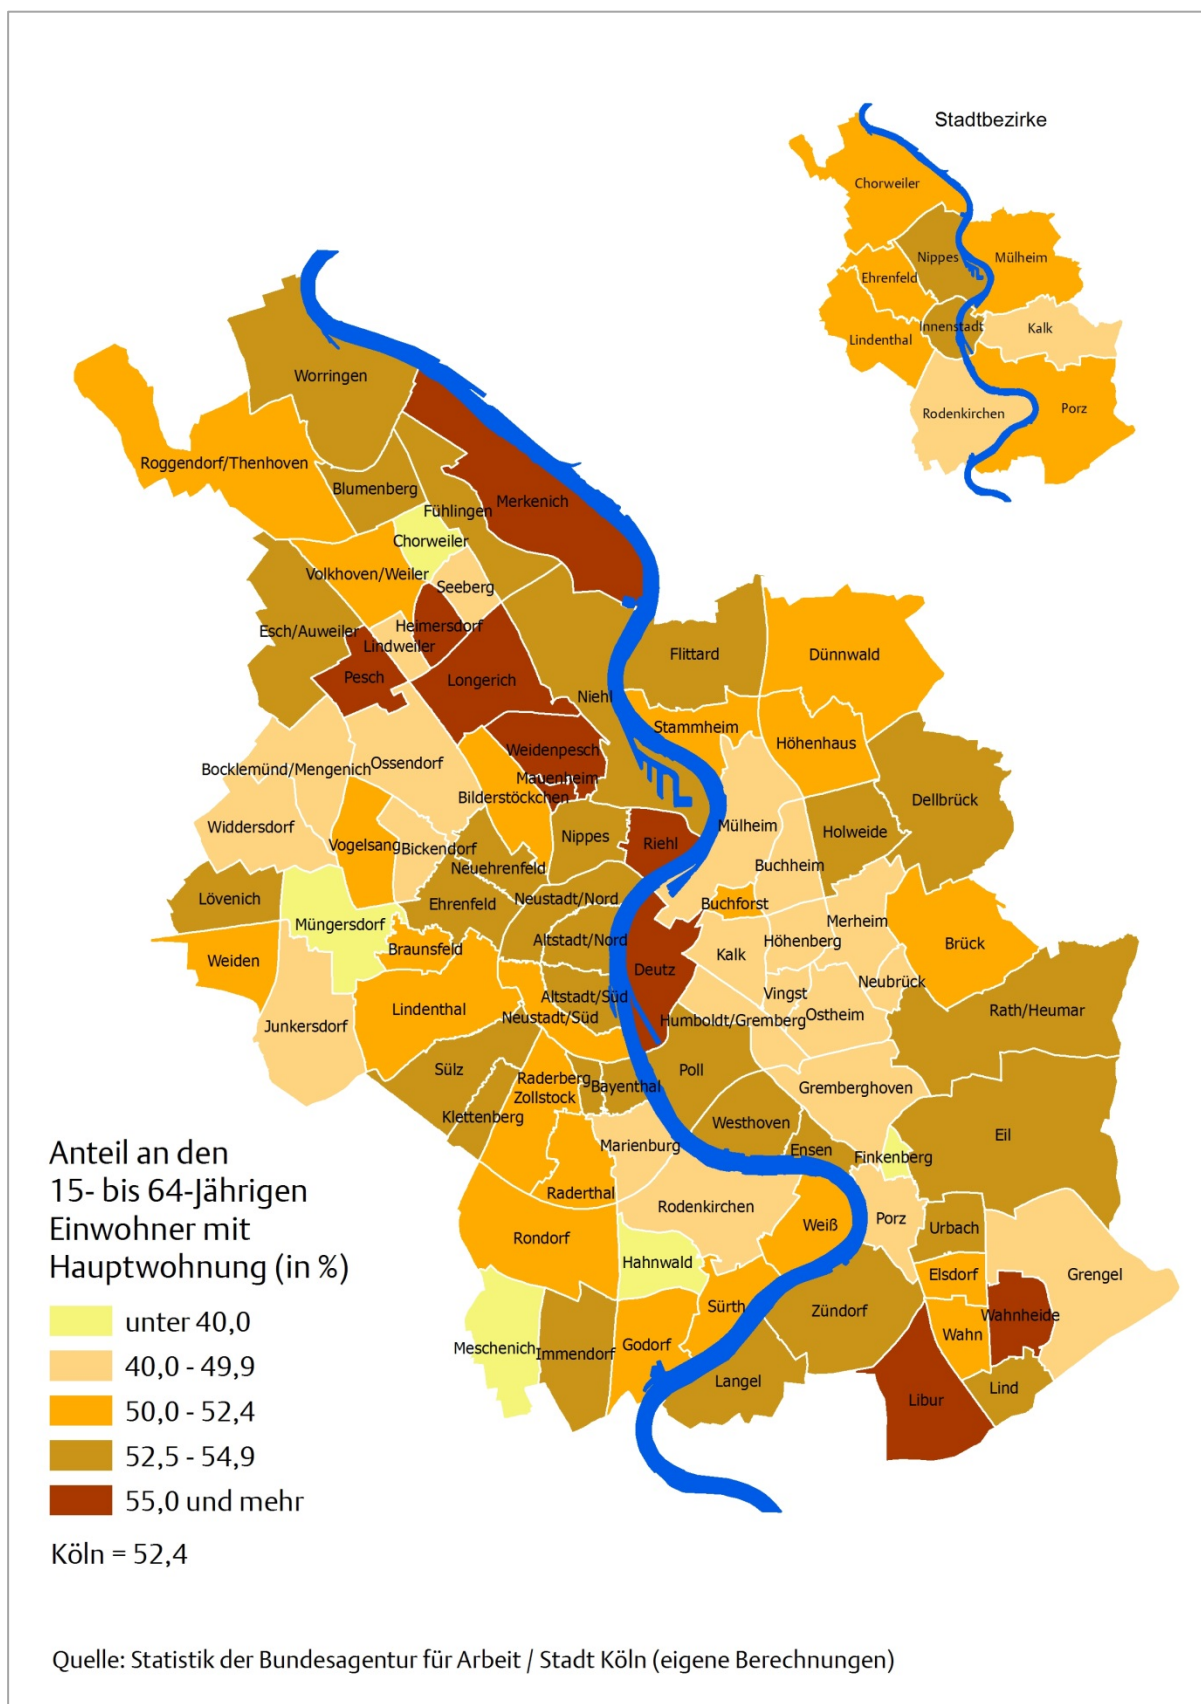 Stadtbezirke
Chorweiler
Nippes
Mülheim
Ehrenfeld
Innenstadt
Kalk
Lindenthal
Rodenkirchen
Porz
Worringen
Roggendorf/Thenhoven
Blumenberg
Merkenich
Fühlingen
Chorweiler
Volkhoven/Weiler
Seeberg
Heimersdorf
Esch/Auweiler
Lindweiler
Pesch
Longerich
Flittard
Dünnwald
Niehl
Stammheim
Höhenhaus
Weidenpesch
Ossendorf
Bocklemünd/Mengenich
Mauenheim
Bilderstöckchen
Dellbrück
Widdersdorf
Mülheim
Holweide
Nippes
Riehl
Vogelsang
Bickendorf
Buchheim
Neuehrenfeld
Lövenich
Neustadt/Nord
Ehrenfeld
Buchforst
Merheim
Müngersdorf
Altstadt/Nord
Höhenberg
Brück
Braunsfeld
Kalk
Weiden
Deutz
Neubrück
Vingst
Altstadt/Süd
Lindenthal
Rath/Heumar
Neustadt/Süd
Humboldt/Gremberg
Ostheim
Junkersdorf
Sülz
Poll
Raderberg
Bayenthal
Zollstock
Gremberghoven
Klettenberg
Westhoven
Eil
Marienburg
Ensen
Finkenberg
Raderthal
Rodenkirchen
Porz
Weiß
Urbach
Rondorf
Hahnwald
Elsdorf
Grengel
Sürth
Zündorf
Wahnheide
Wahn
Meschenich
Immendorf
Godorf
Langel
Lind
Libur
Anteil an den
15- bis 64-Jährigen
Einwohner mit
Hauptwohnung (in %)
unter 40,0
40,0 - 49,9
50,0 - 52,4
52,5 - 54,9
55,0 und mehr
Köln = 52,4
Quelle: Statistik der Bundesagentur für Arbeit / Stadt Köln (eigene Berechnungen)